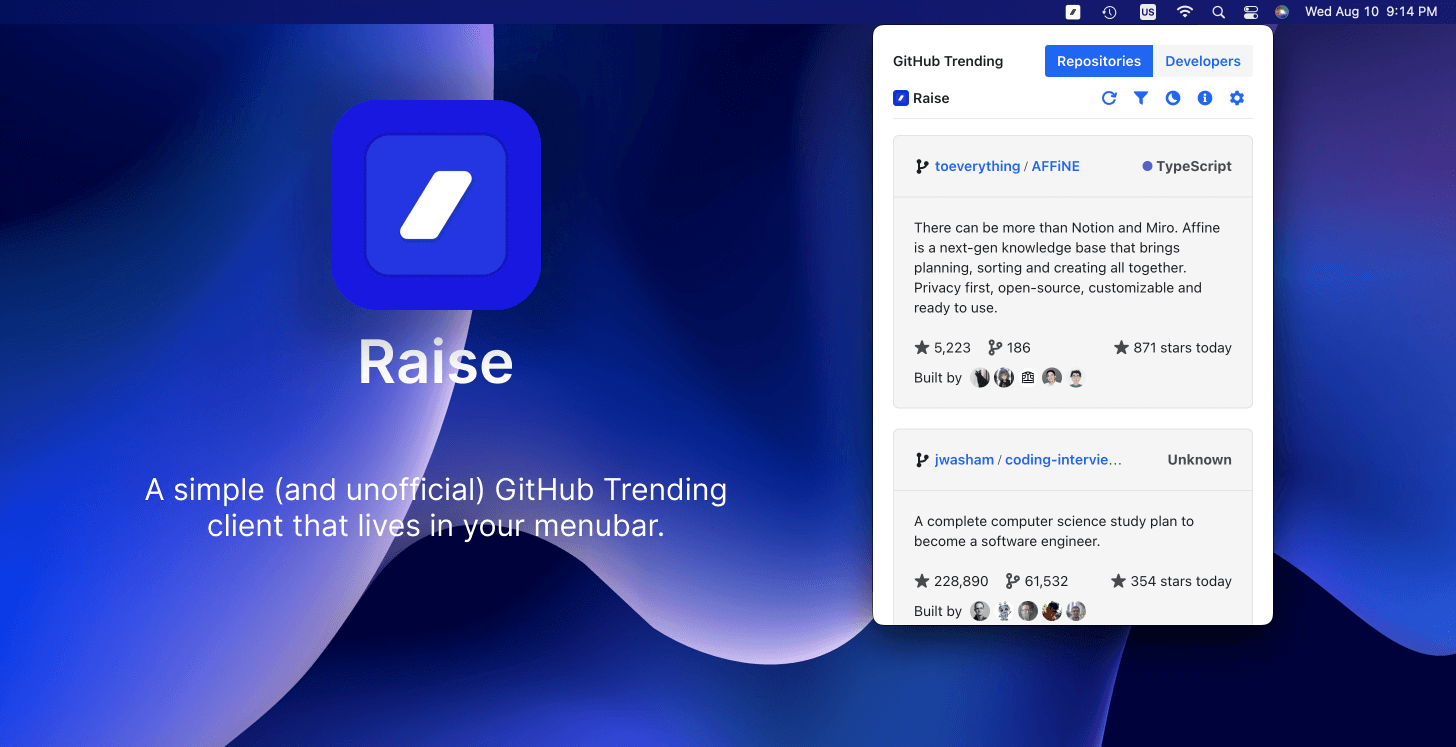 US
Wed Aug 10 9:14 PM
GitHub Trending
Repositories
Developers
Raise
toeverything / AFFiNE
TypeScript
There can be more than Notion and Miro. Affine
is a next-gen knowledge base that brings
planning, sorting and creating all together.
Privacy first, open-source, customizable and
ready to use.
5,223
186
871 stars today
Built by
jwasham / coding-intervie...
Unknown
A complete computer science study plan to
become a software engineer.
228,890
61,532
354 stars today
Built by
Raise
A simple (and unofficial) GitHub Trending
client that lives in your menubar.